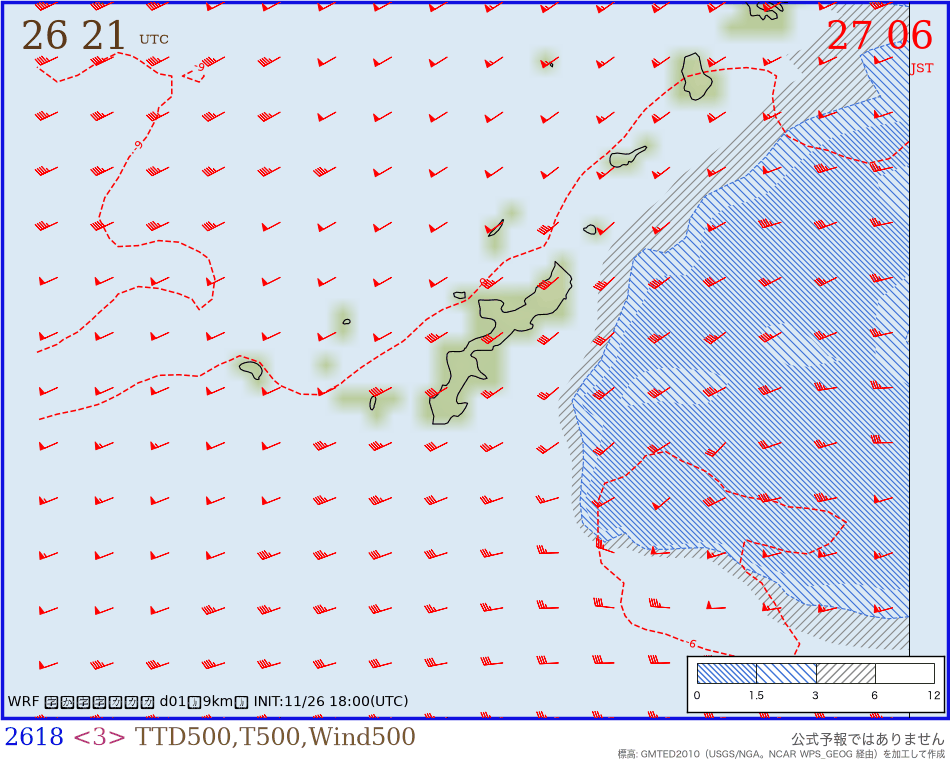 26 21 UTC
27 06
JST
-9
-9
-9
-6
WRF d01 9km INIT:11/26 18:00(UTC)
0 1.5 3 6 12
2618 <3> TTD500,T500,Wind500
公式予報ではありません
標高: GMTED2010（USGS/NGA。NCAR WPS_GEOG 経由）を加工して作成